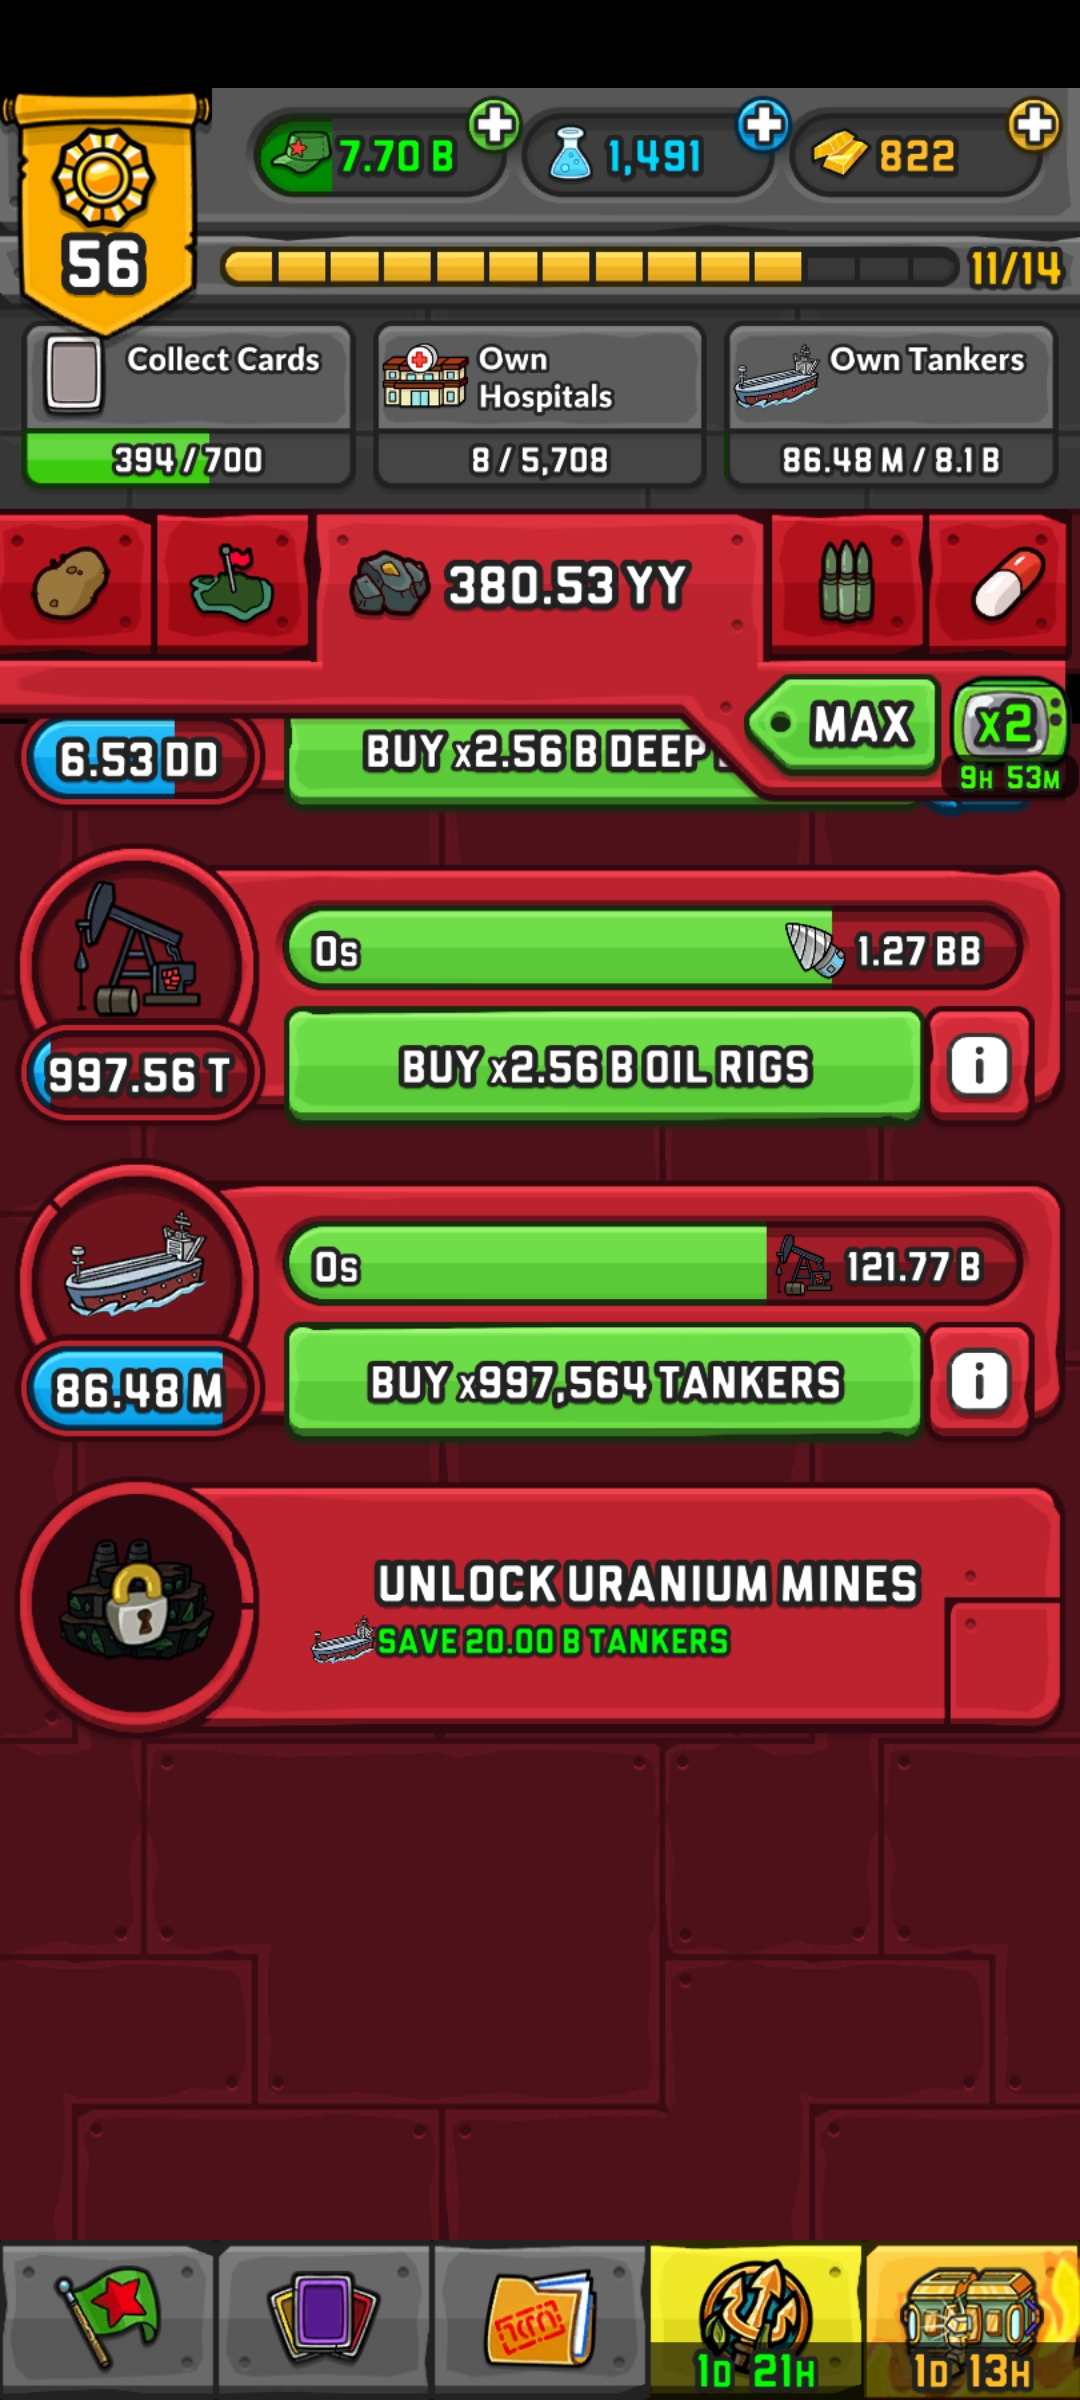 7.70 B
1,491
822
56
11/14
Collect Cards
394/700
Own
Hospitals
8/5,708
Own Tankers
86.48 M/8.1 B
380.53 YY
MAX
x2
9H 53M
6.53 DD
BUY x2.56 B DEEP
0s
1.27 BB
997.56 T
BUY x2.56 B OIL RIGS
i
0s
121.77 B
86.48 M
BUY x997,564 TANKERS
i
UNLOCK URANIUM MINES
SAVE 20.00 B TANKERS
1D 21H
1D 13H